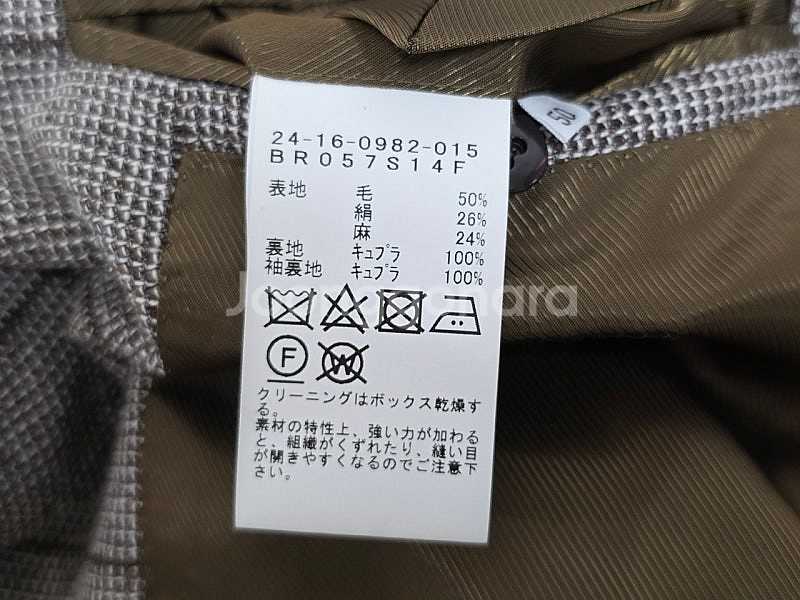 24-16-0982-015
BR057S14F
表地 毛 50%
絹 26%
麻 24%
裏地 ｷｭﾌﾟﾗ 100%
袖裏地 ｷｭﾌﾟﾗ 100%
F W
クリーニングはボックス乾燥す
る。
素材の特性上、強い力が加わる
と、組織がくずれたり、縫い目
が開きやすくなるのでご注意下
さい。
50